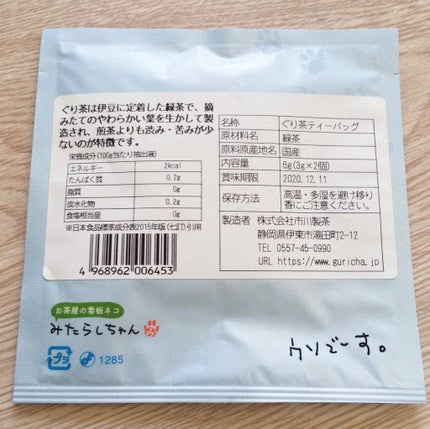 ぐり茶は伊豆に定着した緑茶で、摘
みたてのやわらかい葉を生かして製
造され、煎茶よりも渋み・苦みが少
ないのが特徴です。
栄養成分(100g当たり抽出液)
エネルギー 2kcal
たんぱく質 0.2g
脂質 0g
炭水化物 0.2g
食塩相当量 0g
※日本食品標準成分表2015年版(七訂)引用
4 968962 006453
名称 ぐり茶ティーバッグ
原材料名 緑茶
原料原産地名 国産
内容量 6g(3g×2個)
賞味期限 2020.12.11
保存方法 高温・多湿を避け移り
香にご注意ください。
製造者 株式会社市川製茶
静岡県伊東市湯田町2-12
TEL 0557-45-0990
URL https://www.guricha.jp
お茶屋の看板ネコ
みたらしちゃん
プラ
1285
ウソでーす。